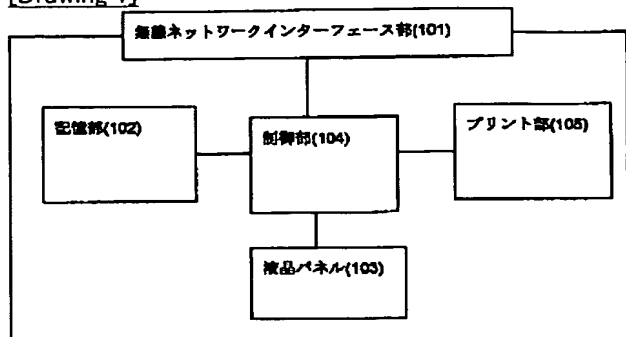 [Drawing
無線ネットワークインターフェース部(101)
記憶部(102)
制御部(104)
プリント部(105)
液晶パネル(103)